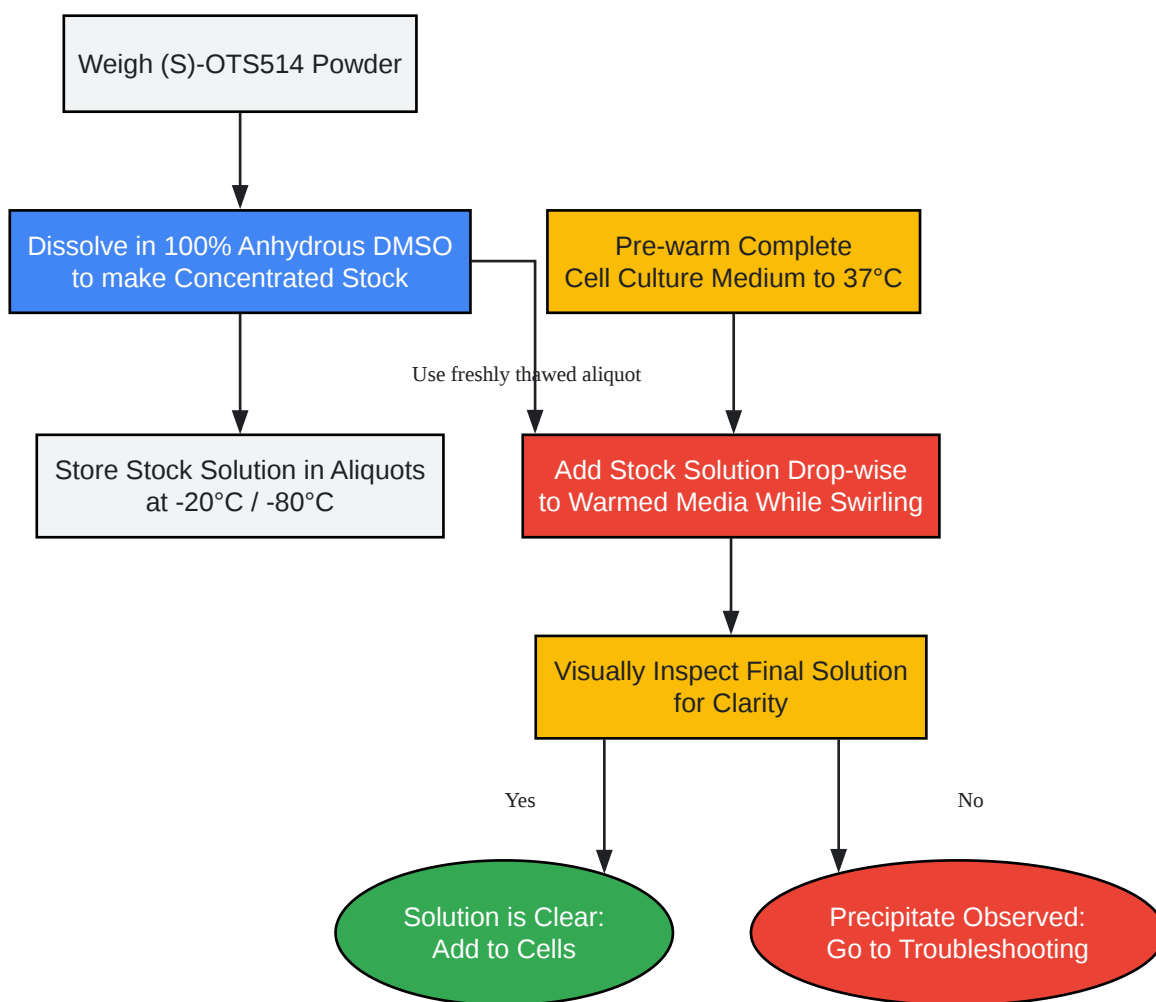 Weigh (S)-OTS514 Powder
Dissolve in 100% Anhydrous DMSO
to make Concentrated Stock
Pre-warm Complete
Cell Culture Medium to 37°C
Use freshly thawed aliquot
Store Stock Solution in Aliquots
at -20°C / -80°C
Add Stock Solution Drop-wise
to Warmed Media While Swirling
Visually Inspect Final Solution
for Clarity
Yes
No
Solution is Clear:
Add to Cells
Precipitate Observed:
Go to Troubleshooting